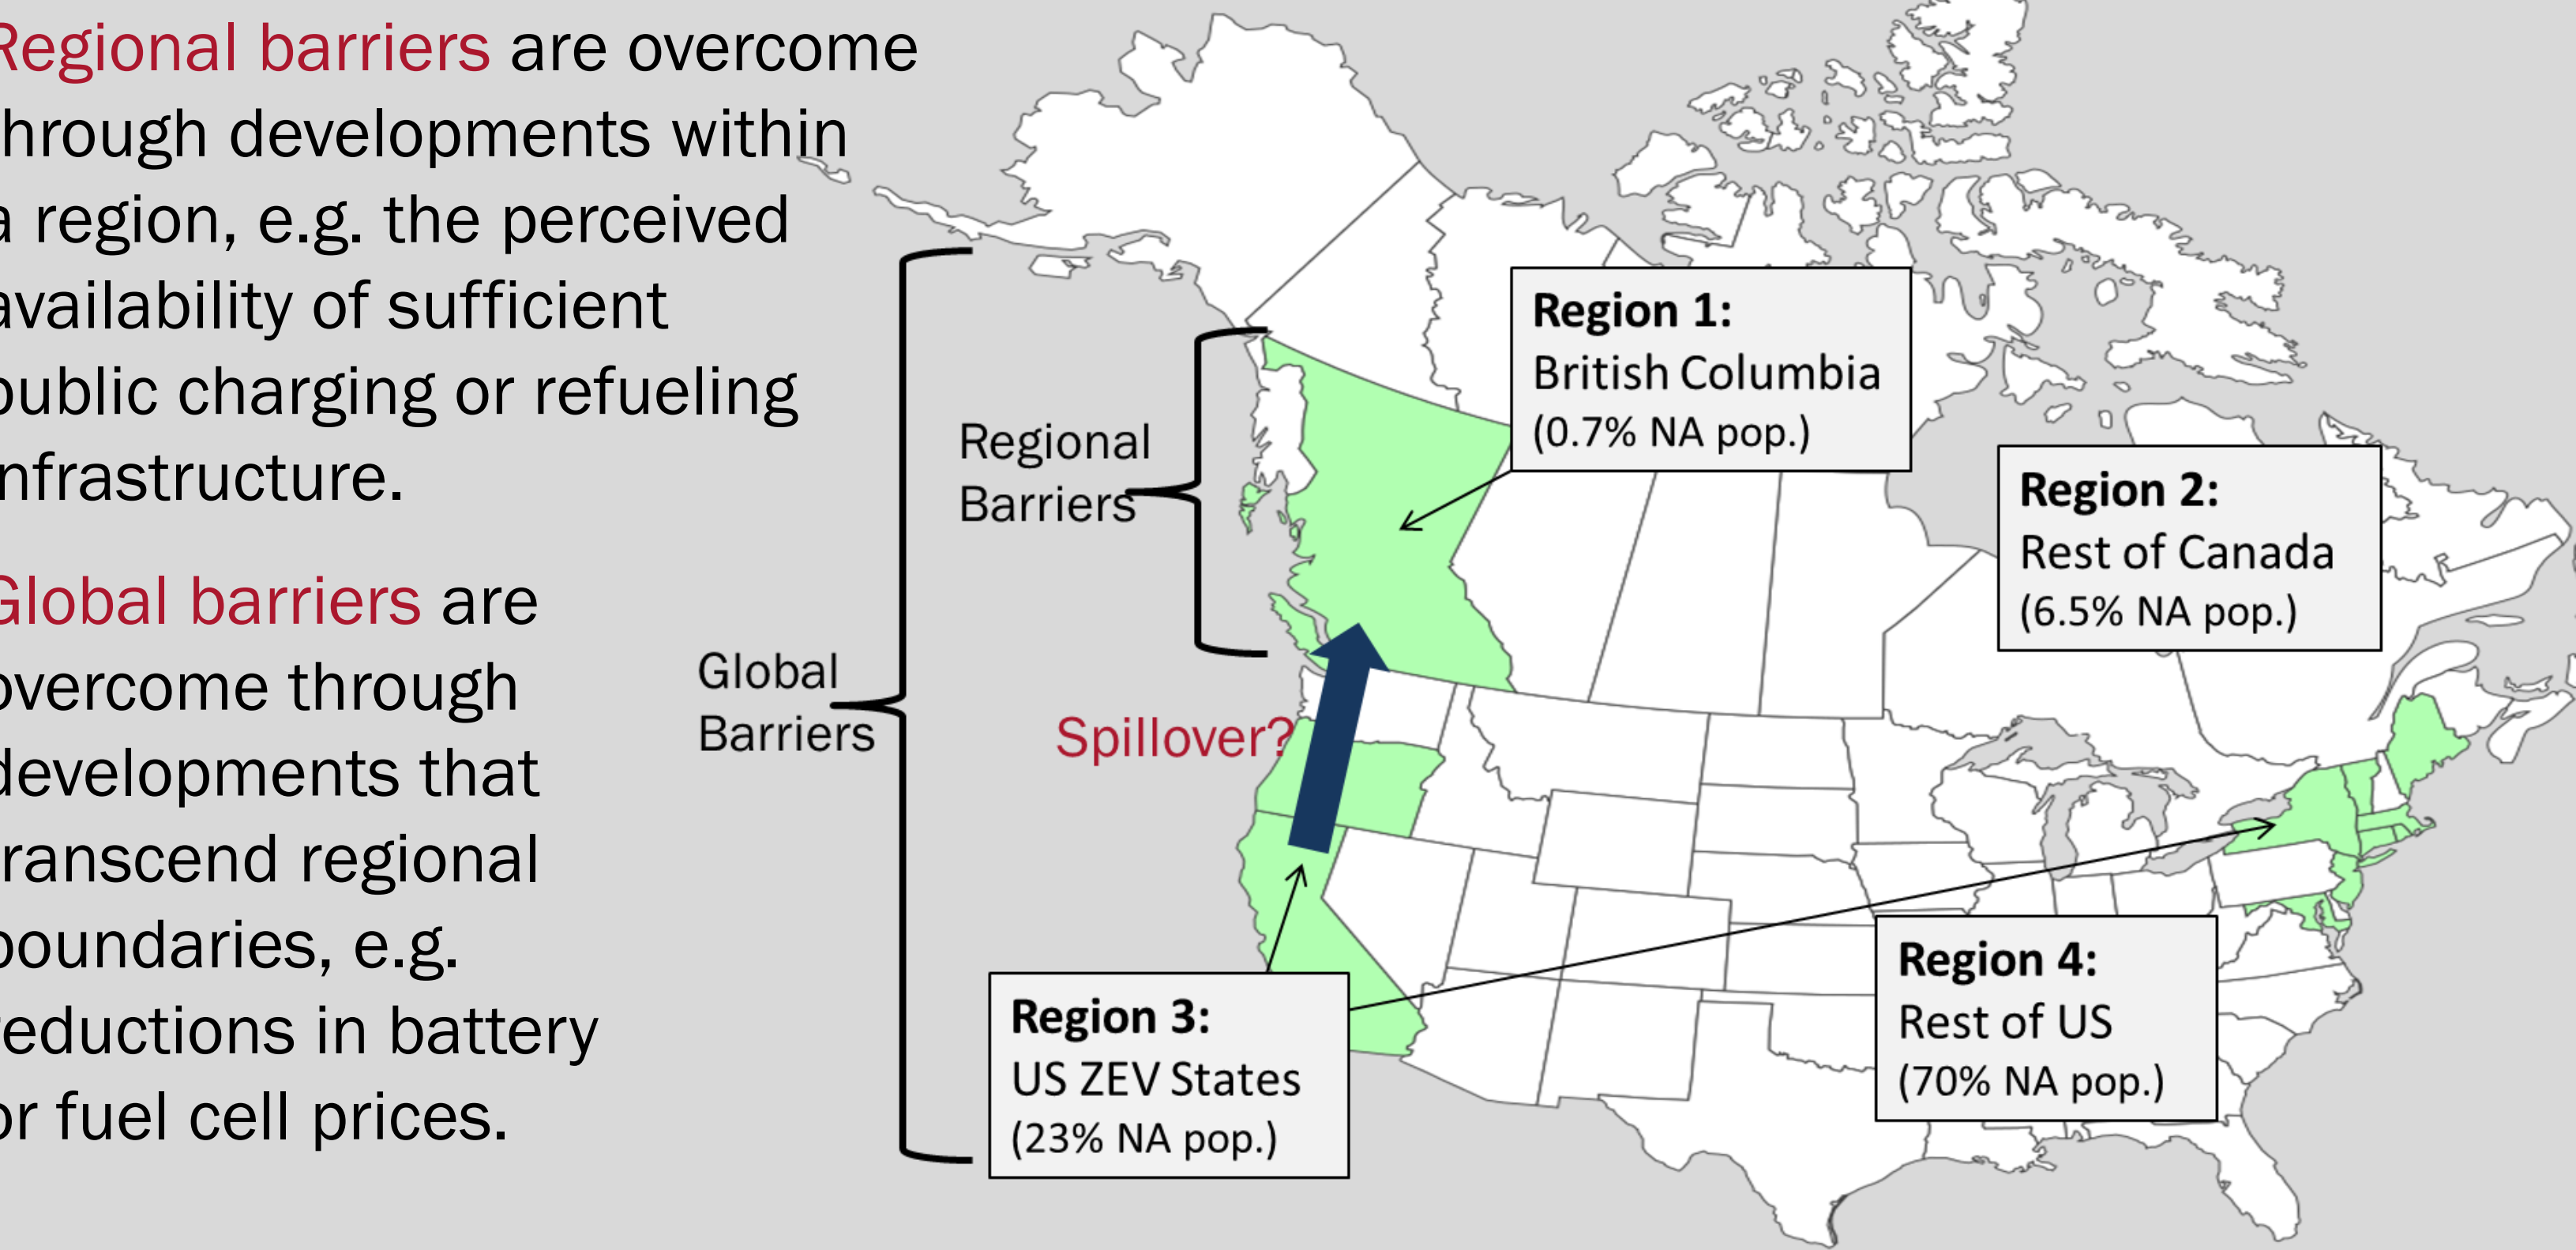 Regional barriers are overcome
through developments within
a region, e.g. the perceived
availability of sufficient
public charging or refueling
nfrastructure.
Global barriers are
overcome through
developments that
transcend regional
boundaries, e.g.
reductions in battery
or fuel cell prices.
Global
Barriers
Regional
Barriers
Spillover?
Region 1:
British Columbia
(0.7% NA pop.)
Region 2:
Rest of Canada
(6.5% NA pop.)
Region 3:
US ZEV States
(23% NA pop.)
Region 4:
Rest of US
(70% NA pop.)